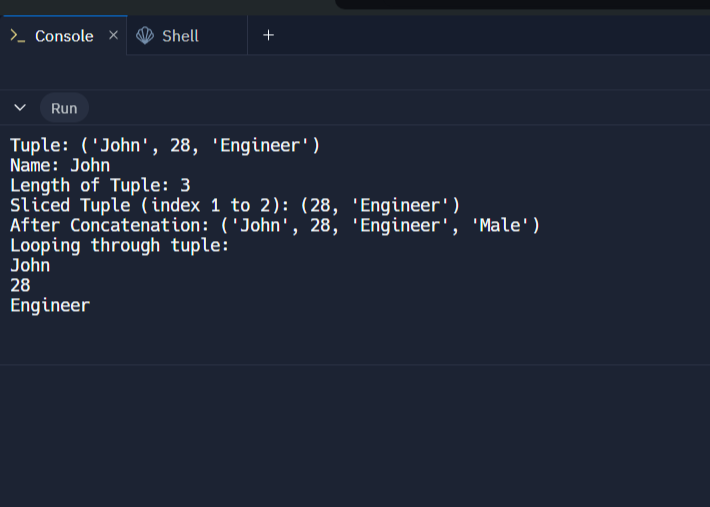 Console × Shell +
Run
Tuple: ('John', 28, 'Engineer')
Name: John
Length of Tuple: 3
Sliced Tuple (index 1 to 2): (28, 'Engineer')
After Concatenation: ('John', 28, 'Engineer', 'Male')
Looping through tuple:
John
28
Engineer